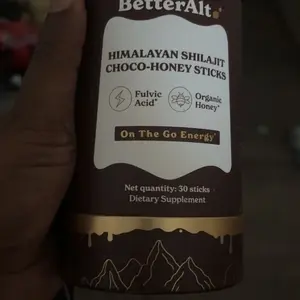 BetterAlt.
HIMALAYAN SHILAJIT
CHOCO-HONEY STICKS
Fulvic Acid*
Organic Honey*
On The Go Energy*
Net quantity: 30 sticks
Dietary Supplement